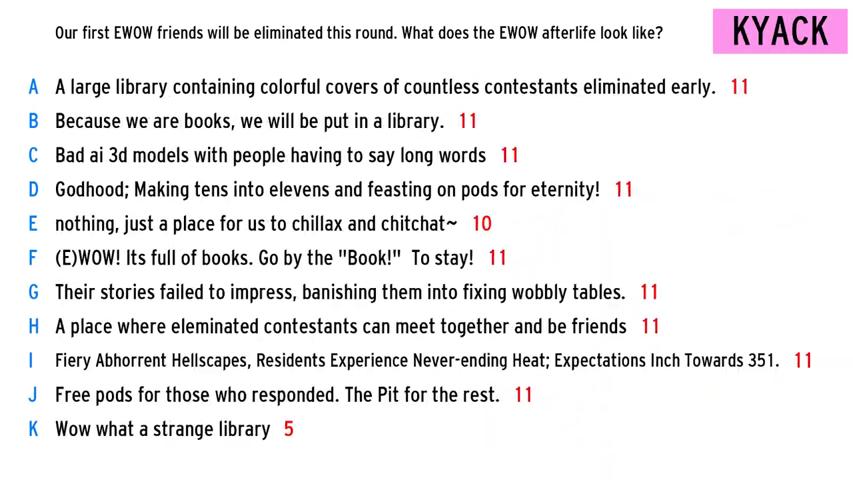 Our first EWOW friends will be eliminated this round. What does the EWOW afterlife look like?
KYACK
A A large library containing colorful covers of countless contestants eliminated early. 11
B Because we are books, we will be put in a library. 11
C Bad ai 3d models with people having to say long words 11
D Godhood; Making tens into elevens and feasting on pods for eternity! 11
E nothing, just a place for us to chillax and chitchat~ 10
F (E)WOW! Its full of books. Go by the "Book!" To stay! 11
G Their stories failed to impress, banishing them into fixing wobbly tables. 11
H A place where eleminated contestants can meet together and be friends 11
I Fiery Abhorrent Hellscapes, Residents Experience Never-ending Heat; Expectations Inch Towards 351. 11
J Free pods for those who responded. The Pit for the rest. 11
K Wow what a strange library 5